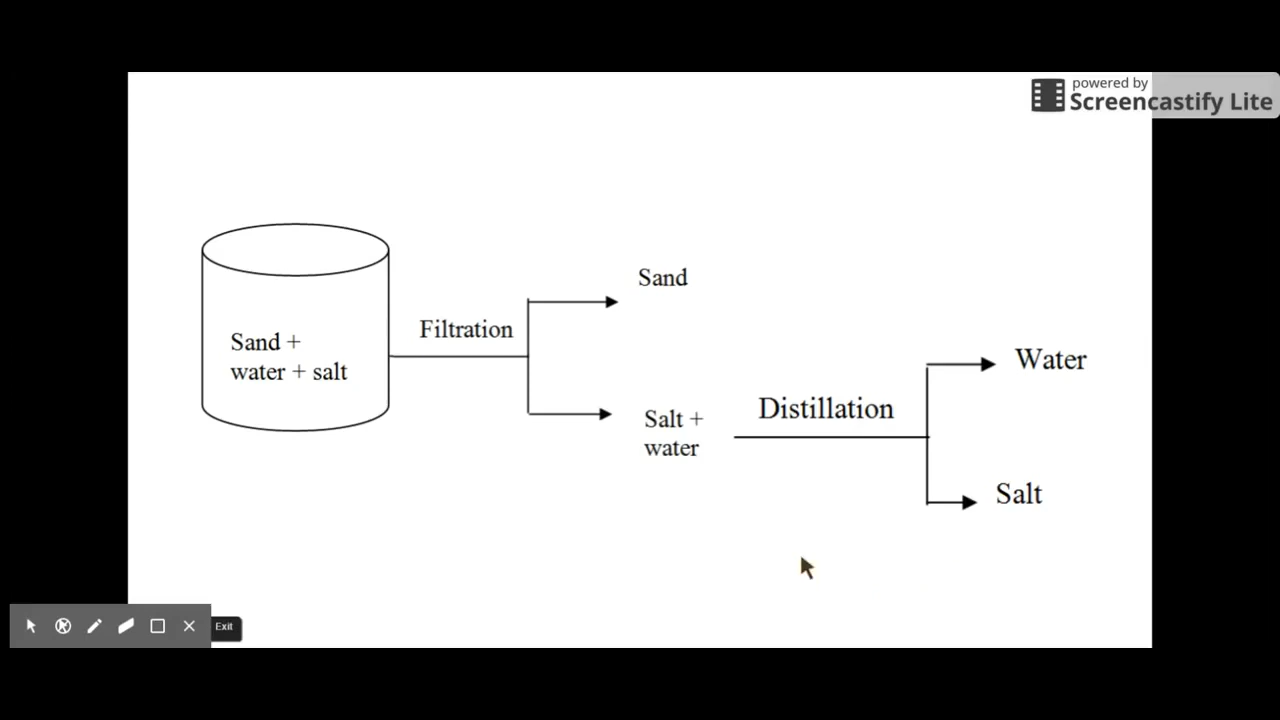 powered by
Screencastify Lite
Sand
Filtration
Sand +
water + salt
Water
Distillation
Salt +
water
Salt
Exit